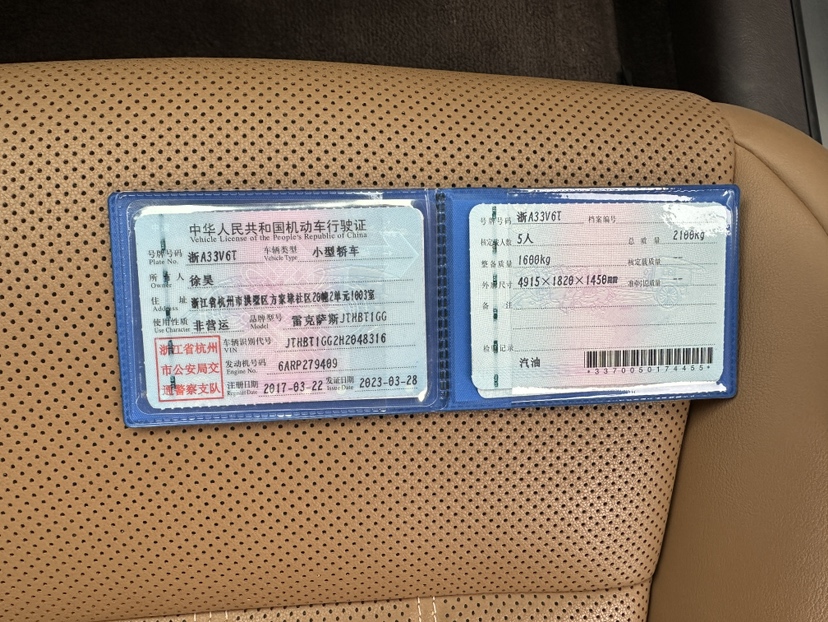 中华人民共和国机动车行驶证
Vehicle License of the People's Republic of China
号牌号码 浙A33V6T 车辆类型 小型轿车
Plate No. Vehicle Type
所有人 徐昊
Owner
住址 浙江省杭州市拱墅区方家埭社区20幢2单元1003室
Address
使用性质 非营运 品牌型号 雷克萨斯JTHBT1GG
Use Character Model
浙江省杭州
市公安局交
通警察支队
车辆识别代号 JTHBT1GG2H2048316
VIN
发动机号码 6ARP279409
Engine No.
注册日期 2017-03-22 发证日期 2023-03-28
Register Date Issue Date
号牌号码 浙A33V6T 档案编号
核定载人数 5人 总质量 2100kg
整备质量 1600kg 核定载质量 --
外廓尺寸 4915×1820×1450mm 准牵引总质量 --
备注
检验记录
汽油
+3370050174455+